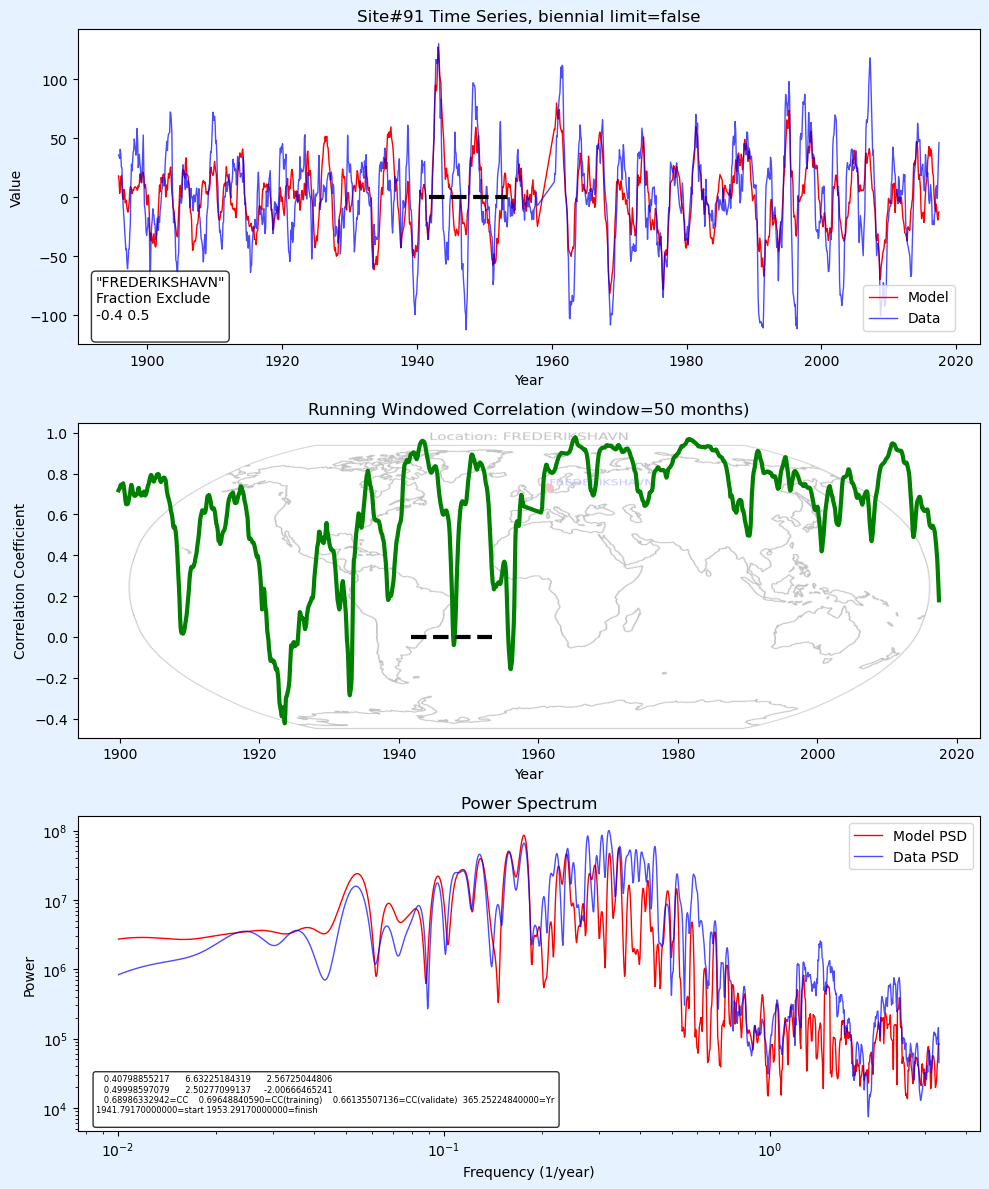 Site#91 Time Series, biennial limit=false
Value
100
50
0
−50
−100
"FREDERIKSHAVN"
Fraction Exclude
-0.4 0.5
Model
Data
1900 1920 1940 1960 1980 2000 2020
Year
Running Windowed Correlation (window=50 months)
Location: FREDERIKSHAVN
FREDERIKSHAVN
Correlation Coefficient
1.0
0.8
0.6
0.4
0.2
0.0
−0.2
−0.4
1900 1920 1940 1960 1980 2000 2020
Year
Power Spectrum
Model PSD
Data PSD
Power
10^8
10^7
10^6
10^5
10^4
0.40798855217 6.63225184319 2.56725044806
0.49998597079 2.50277099137 -2.00666465241
0.68986332942=CC 0.69648840590=CC(training) 0.66135507136=CC(validate) 365.25224840000=Yr
1941.79170000000=start 1953.29170000000=finish
10^−2 10^−1 10^0
Frequency (1/year)